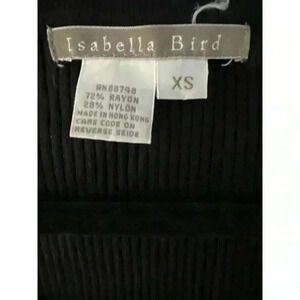 Isabella Bird
XS
RN88748
72% RAYON
28% NYLON
MADE IN HONG KONG
CARE CODE ON
REVERSE SIDE